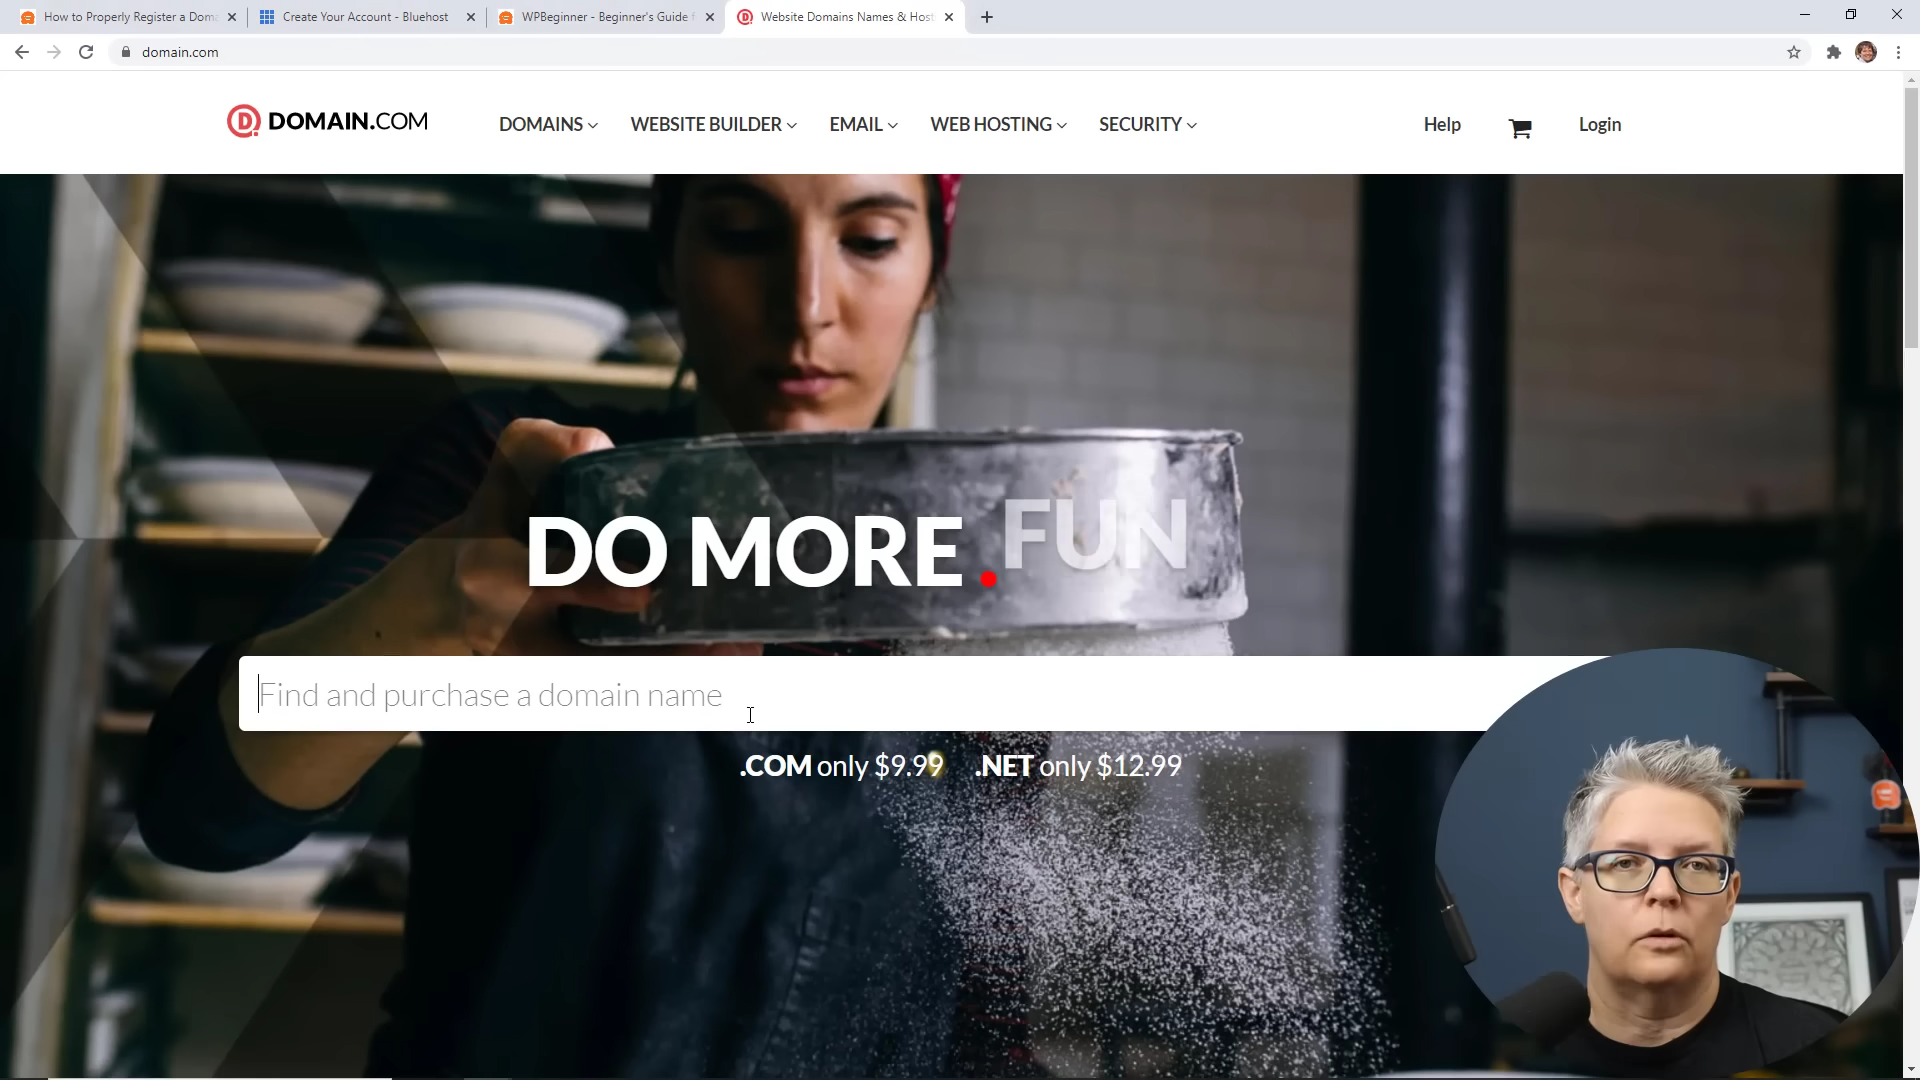 How to Properly Register a Doma
Create Your Account - Bluehost
WPBeginner - Beginner's Guide f
Website Domains Names & Host
domain.com
DOMAIN.COM
DOMAINS
WEBSITE BUILDER
EMAIL
WEB HOSTING
SECURITY
Help
Login
DO MORE .FUN
Find and purchase a domain name
.COM only $9.99 .NET only $12.99